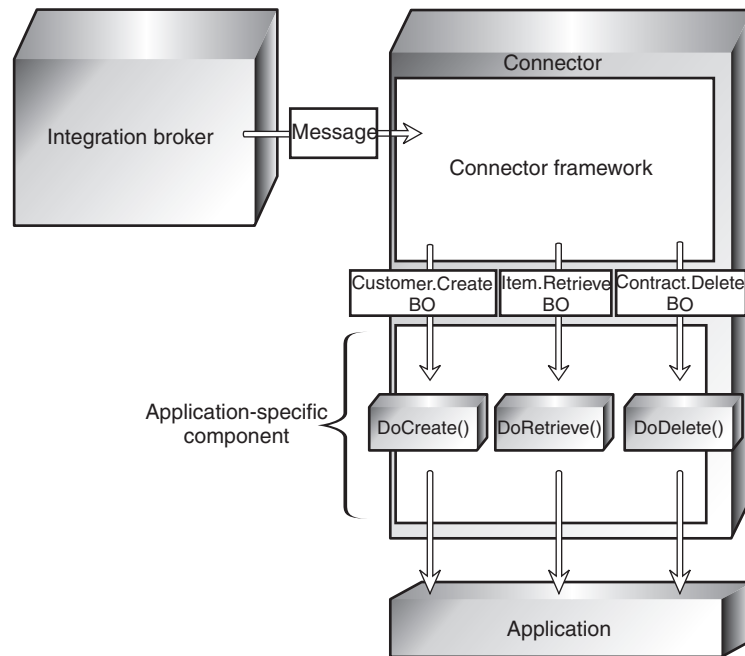 Connector
Integration broker
Message
Connector framework
Customer.Create
BO
Item.Retrieve
BO
Contract.Delete
BO
Application-specific
component
DoCreate()
DoRetrieve()
DoDelete()
Application